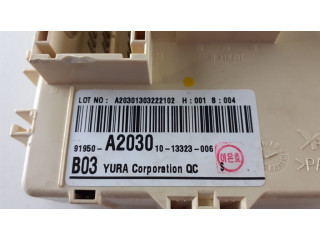 LOT NO : A20301303222102 H : 001 S : 004
91950- A2030 10-13323-006
B03 YURA Corporation QC